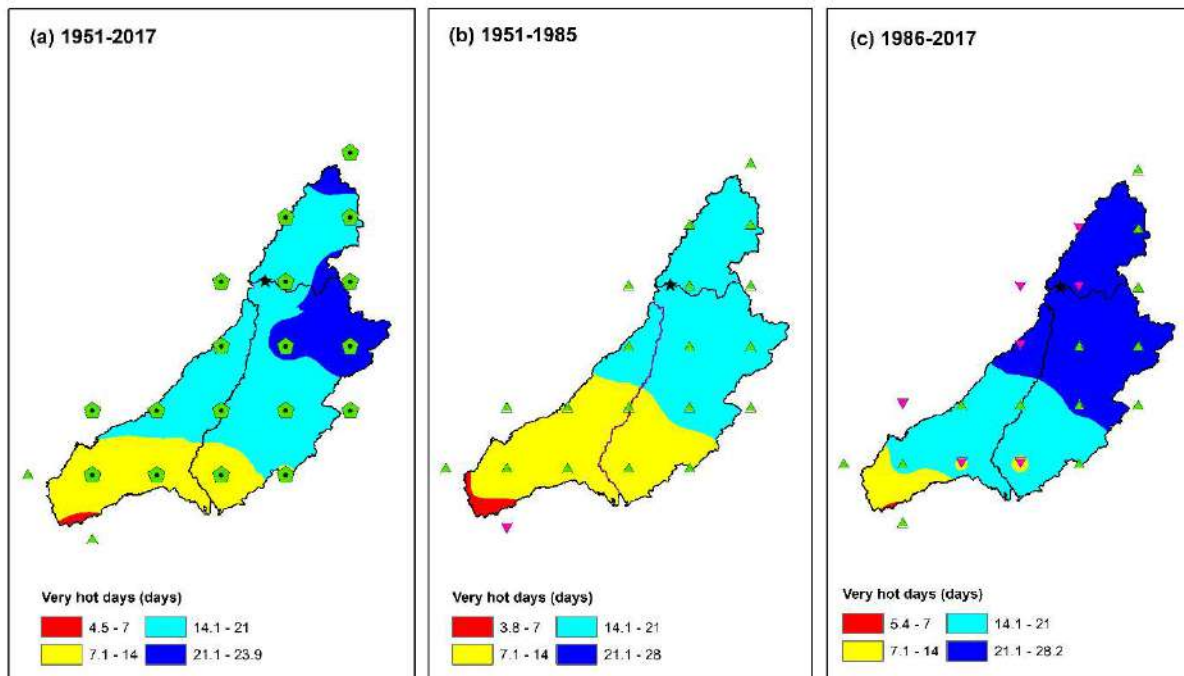 (a) 1951-2017
(b) 1951-1985
(c) 1986-2017
Very hot days (days)
4.5 - 7
14.1 - 21
7.1 - 14
21.1 - 23.9
Very hot days (days)
3.8 - 7
14.1 - 21
7.1 - 14
21.1 - 28
Very hot days (days)
5.4 - 7
14.1 - 21
7.1 - 14
21.1 - 28.2